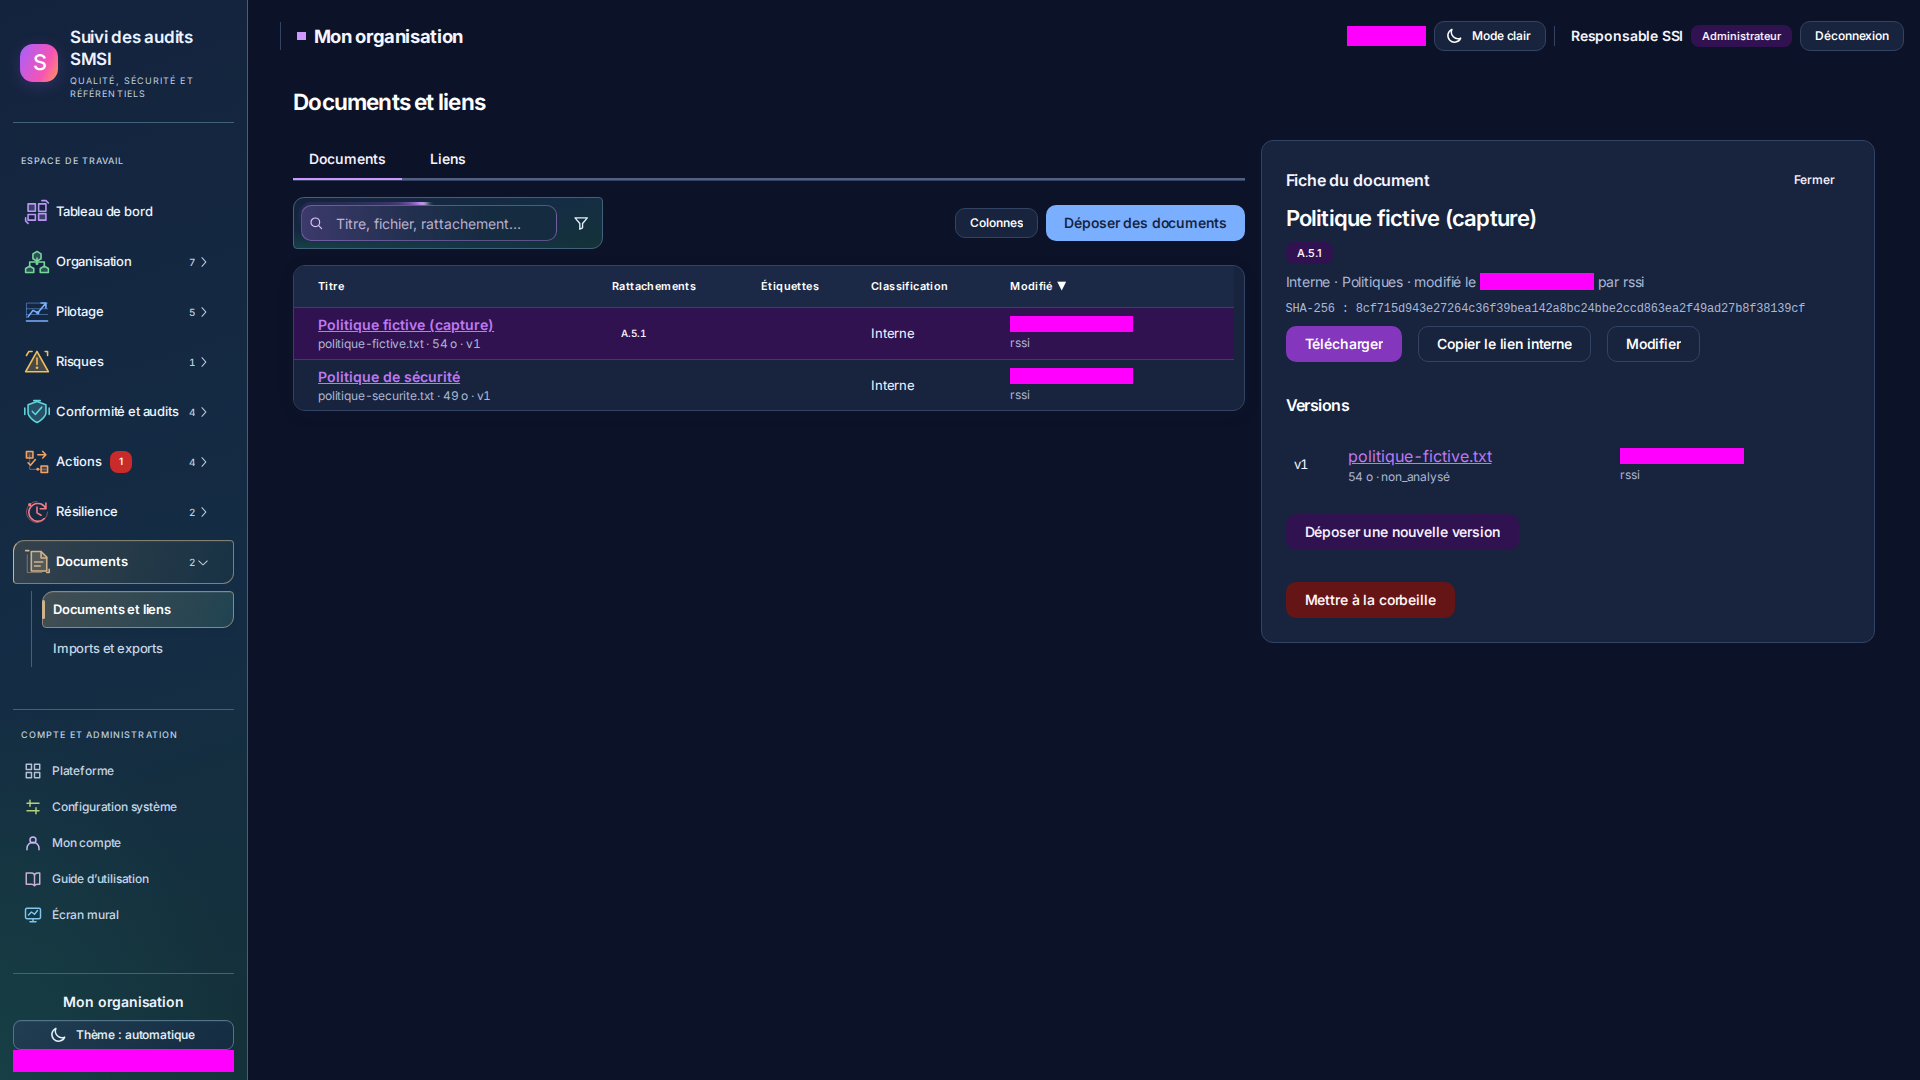 S
Suivi des audits
SMSI
QUALITÉ, SÉCURITÉ ET
RÉFÉRENTIELS
ESPACE DE TRAVAIL
Tableau de bord
Organisation 7
Pilotage 5
Risques 1
Conformité et audits 4
Actions 1 4
Résilience 2
Documents 2
Documents et liens
Imports et exports
COMPTE ET ADMINISTRATION
Plateforme
Configuration système
Mon compte
Guide d’utilisation
Écran mural
Mon organisation
Thème : automatique
Mon organisation
Mode clair
Responsable SSI
Administrateur
Déconnexion
Documents et liens
Documents
Liens
Titre, fichier, rattachement…
Colonnes
Déposer des documents
Titre Rattachements Étiquettes Classification Modifié ▼
Politique fictive (capture) A.5.1 Interne
politique-fictive.txt · 54 o · v1 rssi
Politique de sécurité Interne
politique-securite.txt · 49 o · v1 rssi
Fiche du document
Fermer
Politique fictive (capture)
A.5.1
Interne · Politiques · modifié le par rssi
SHA-256 : 8cf715d943e27264c36f39bea142a8bc24bbe2ccd863ea2f49ad27b8f38139cf
Télécharger
Copier le lien interne
Modifier
Versions
v1 politique-fictive.txt
54 o · non_analysé rssi
Déposer une nouvelle version
Mettre à la corbeille